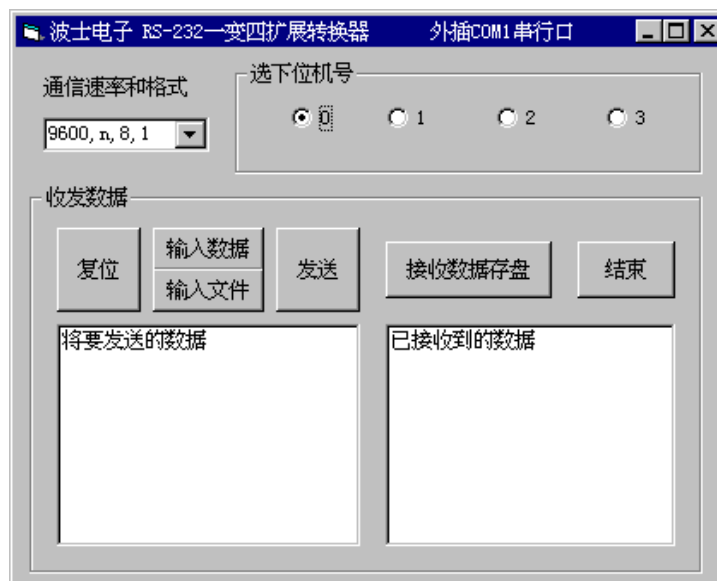 波士电子 RS-232一变四扩展转换器 外插COM1串行口
通信速率和格式
选下位机号
9600, n, 8, 1
0 1 2 3
收发数据
复位
输入数据
输入文件
发送
接收数据存盘
结束
将要发送的数据
已接收到的数据